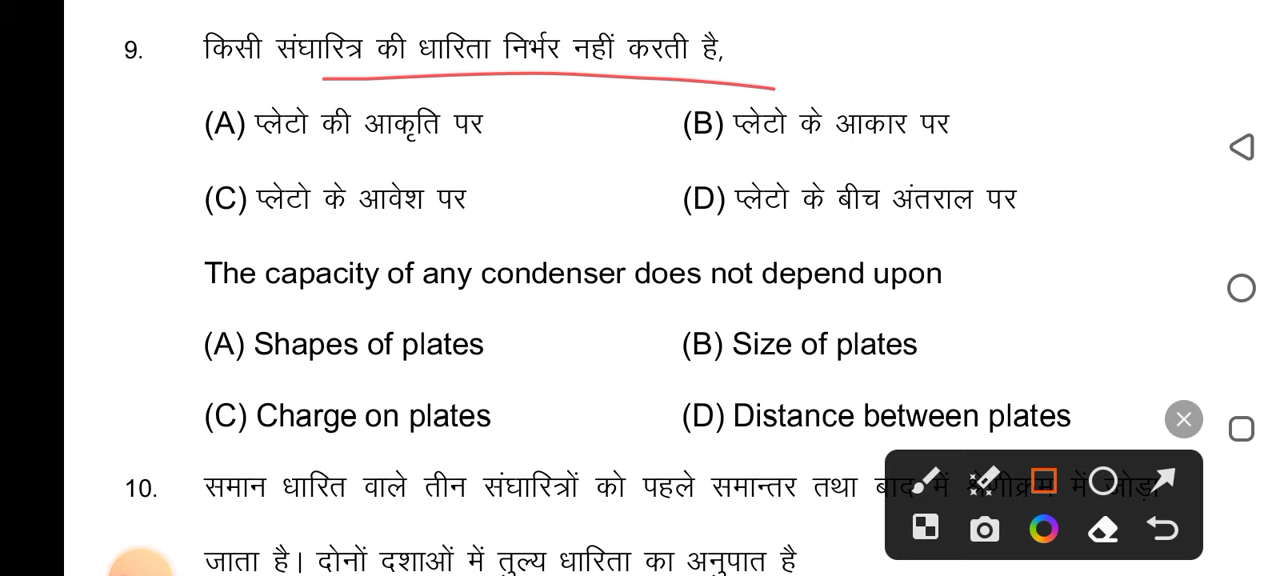 9. किसी संघारित्र की धारिता निर्भर नहीं करती है,
(A) प्लेटो की आकृति पर (B) प्लेटो के आकार पर
(C) प्लेटो के आवेश पर (D) प्लेटो के बीच अंतराल पर
The capacity of any condenser does not depend upon
(A) Shapes of plates (B) Size of plates
(C) Charge on plates (D) Distance between plates
10. समान धारित वाले तीन संघारित्रों को पहले समान्तर तथा बाद में श्रेणीक्रम में जोड़ा
जाता है। दोनों दशाओं में तुल्य धारिता का अनुपात है